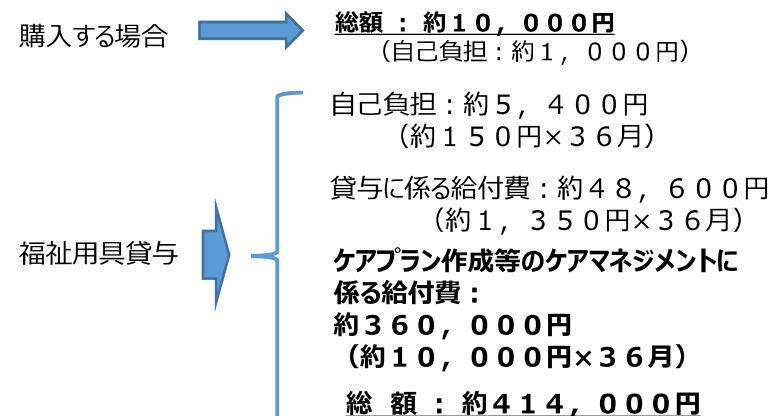 購入する場合
総額 ： 約１０，０００円
（自己負担：約１，０００円）
自己負担：約５，４００円
（約１５０円×３６月）
貸与に係る給付費：約４８，６００円
（約１，３５０円×３６月）
福祉用具貸与
ケアプラン作成等のケアマネジメントに
係る給付費：
約３６０，０００円
（約１０，０００円×３６月）
総 額 ： 約４１４，０００円